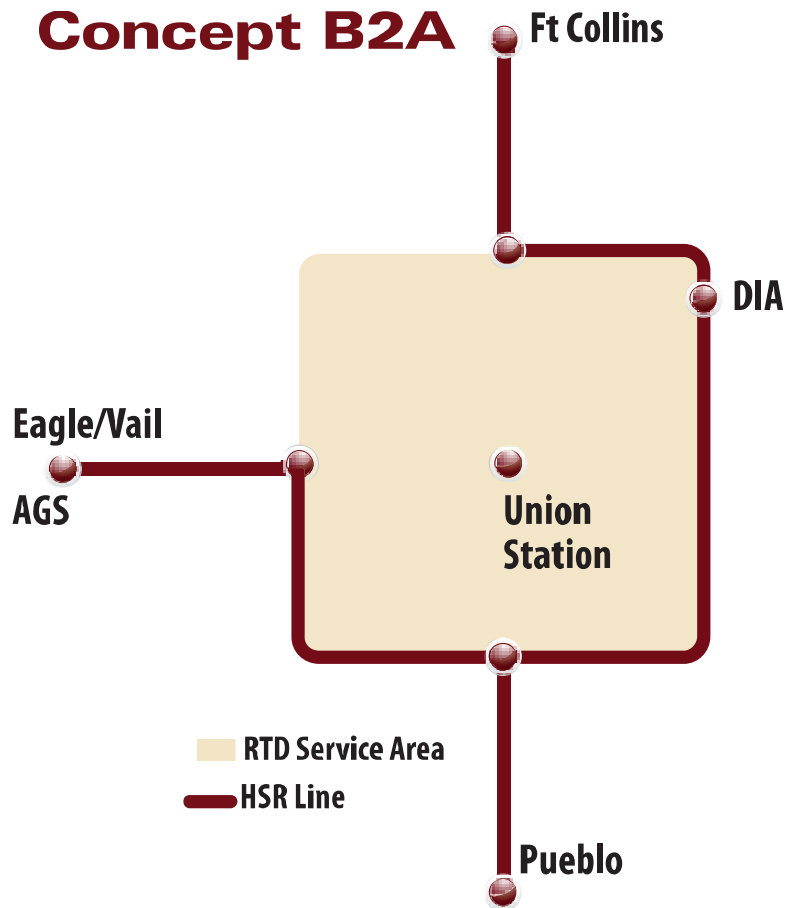 Concept B2A
Ft Collins
DIA
Eagle/Vail
AGS
Union
Station
RTD Service Area
HSR Line
Pueblo